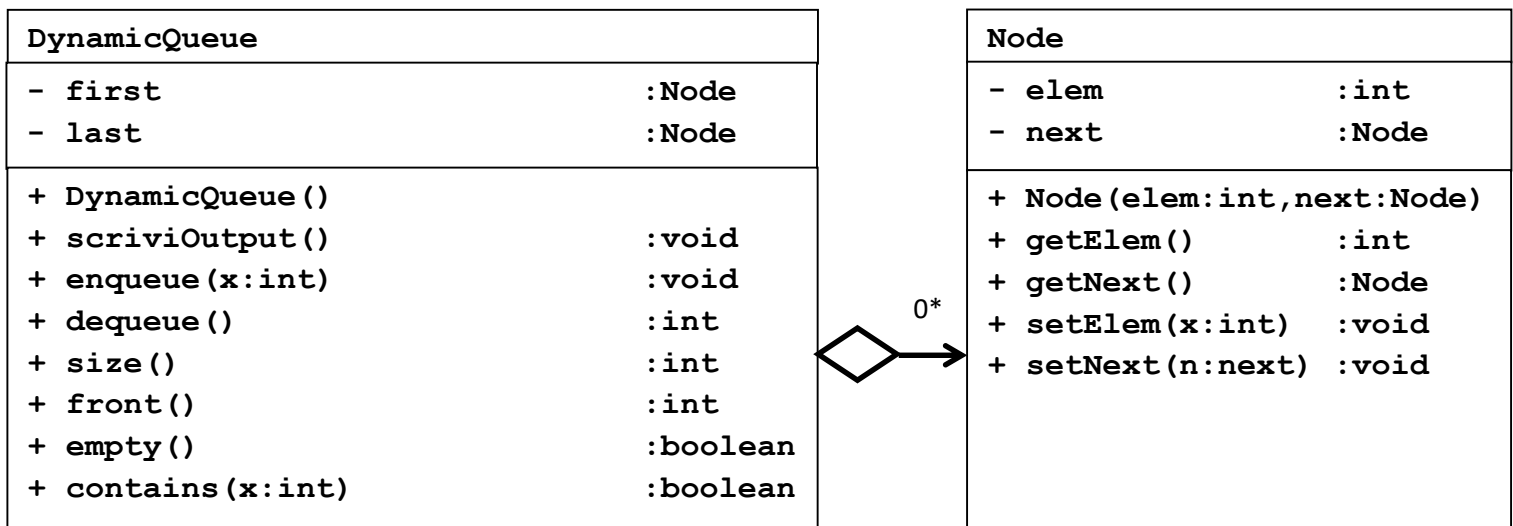 DynamicQueue
- first :Node
- last :Node
+ DynamicQueue()
+ scriviOutput() :void
+ enqueue(x:int) :void
+ dequeue() :int
+ size() :int
+ front() :int
+ empty() :boolean
+ contains(x:int) :boolean
0*
Node
- elem :int
- next :Node
+ Node(elem:int,next:Node)
+ getElem() :int
+ getNext() :Node
+ setElem(x:int) :void
+ setNext(n:next) :void